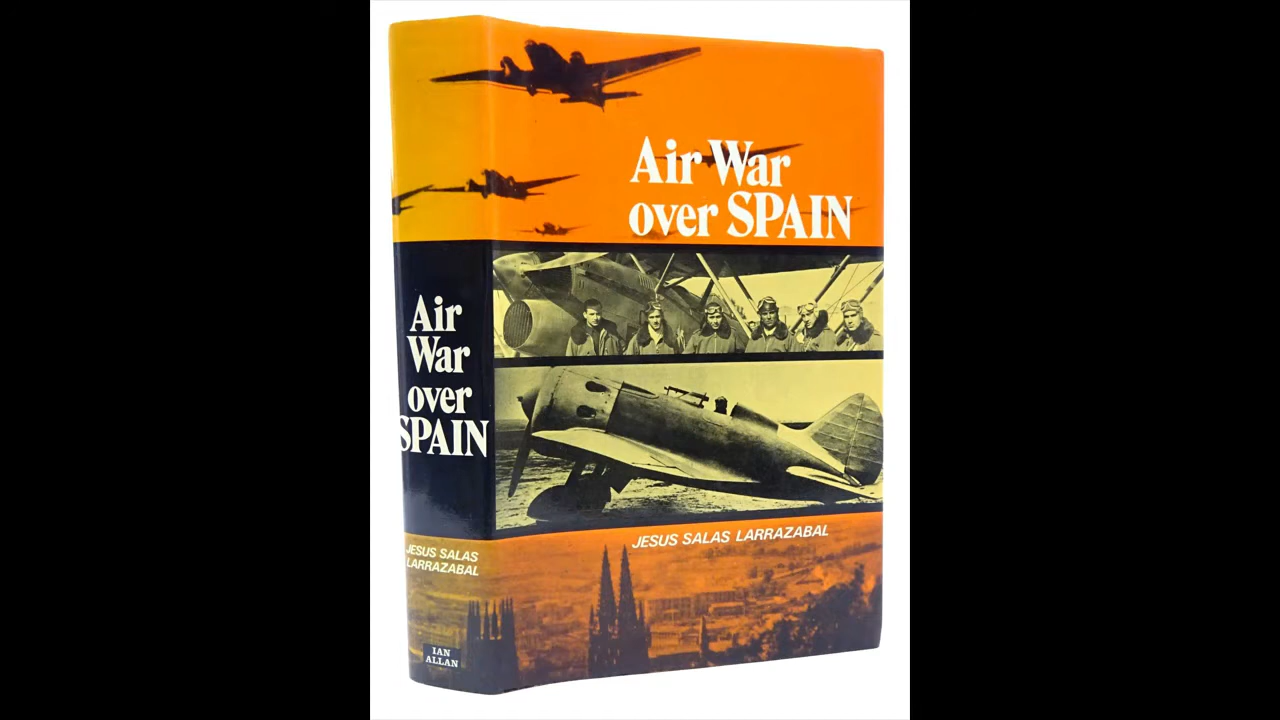 Air War
over SPAIN
JESUS SALAS LARRAZABAL
Air
War
over
SPAIN
JESUS SALAS
LARRAZABAL
IAN
ALLAN